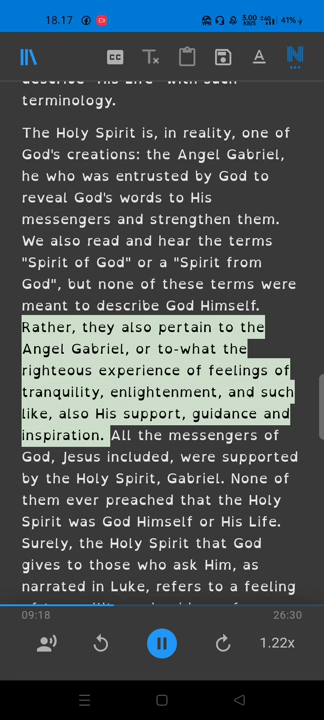 18.17
5.00
KB/S
41%
CC
A
N
describe "His Life" with such
terminology.
The Holy Spirit is, in reality, one of
God's creations: the Angel Gabriel,
he who was entrusted by God to
reveal God's words to His
messengers and strengthen them.
We also read and hear the terms
"Spirit of God" or a "Spirit from
God", but none of these terms were
meant to describe God Himself.
Rather, they also pertain to the
Angel Gabriel, or to-what the
righteous experience of feelings of
tranquility, enlightenment, and such
like, also His support, guidance and
inspiration. All the messengers of
God, Jesus included, were supported
by the Holy Spirit, Gabriel. None of
them ever preached that the Holy
Spirit was God Himself or His Life.
Surely, the Holy Spirit that God
gives to those who ask Him, as
narrated in Luke, refers to a feeling
09:18
26:30
1.22x